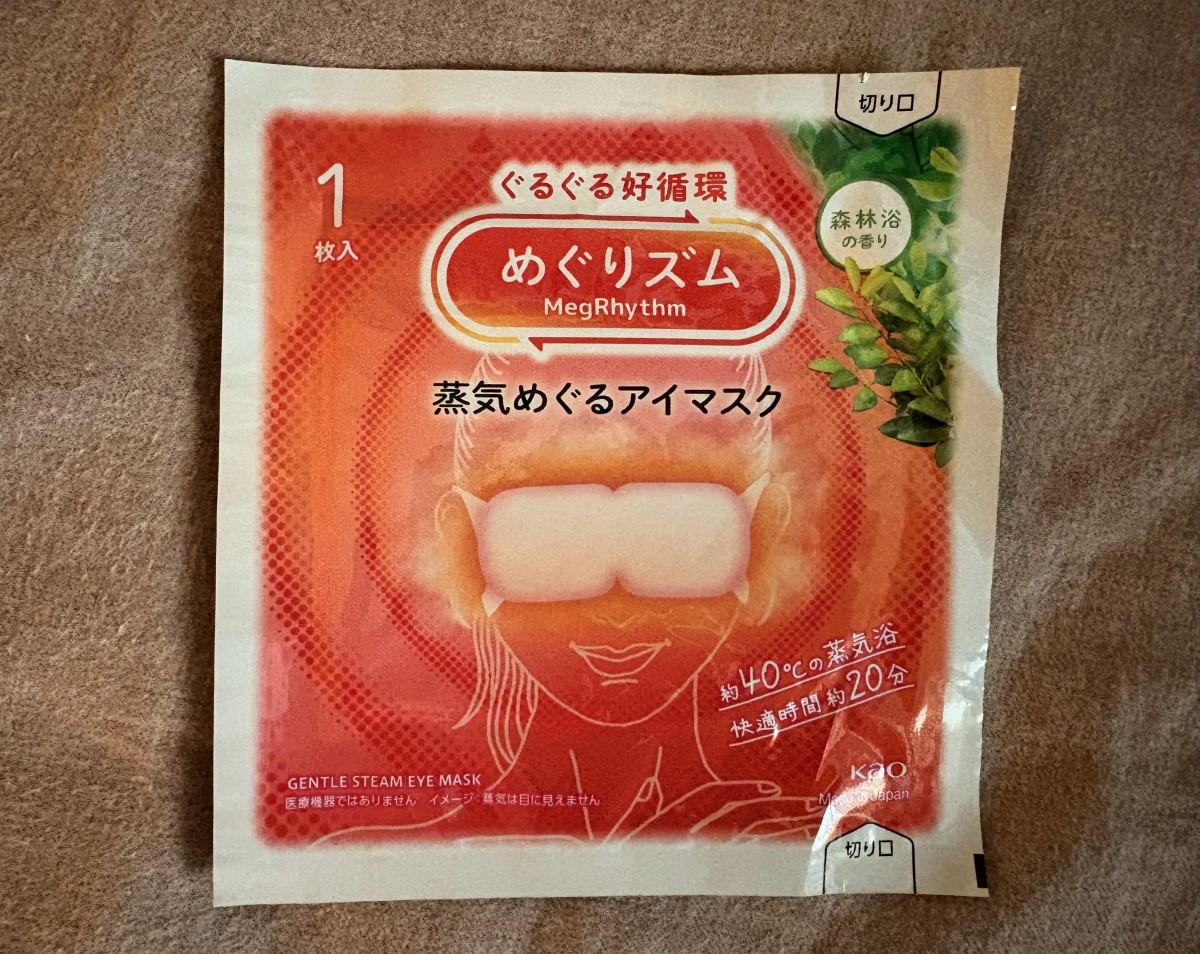 切り口
1
枚入
ぐるぐる好循環
めぐりズム
MegRhythm
森林浴
の香り
蒸気めぐるアイマスク
約40℃の蒸気浴
快適時間 約20分
GENTLE STEAM EYE MASK
医療機器ではありません　イメージ:蒸気は目に見えません
Kao
Made in Japan
切り口